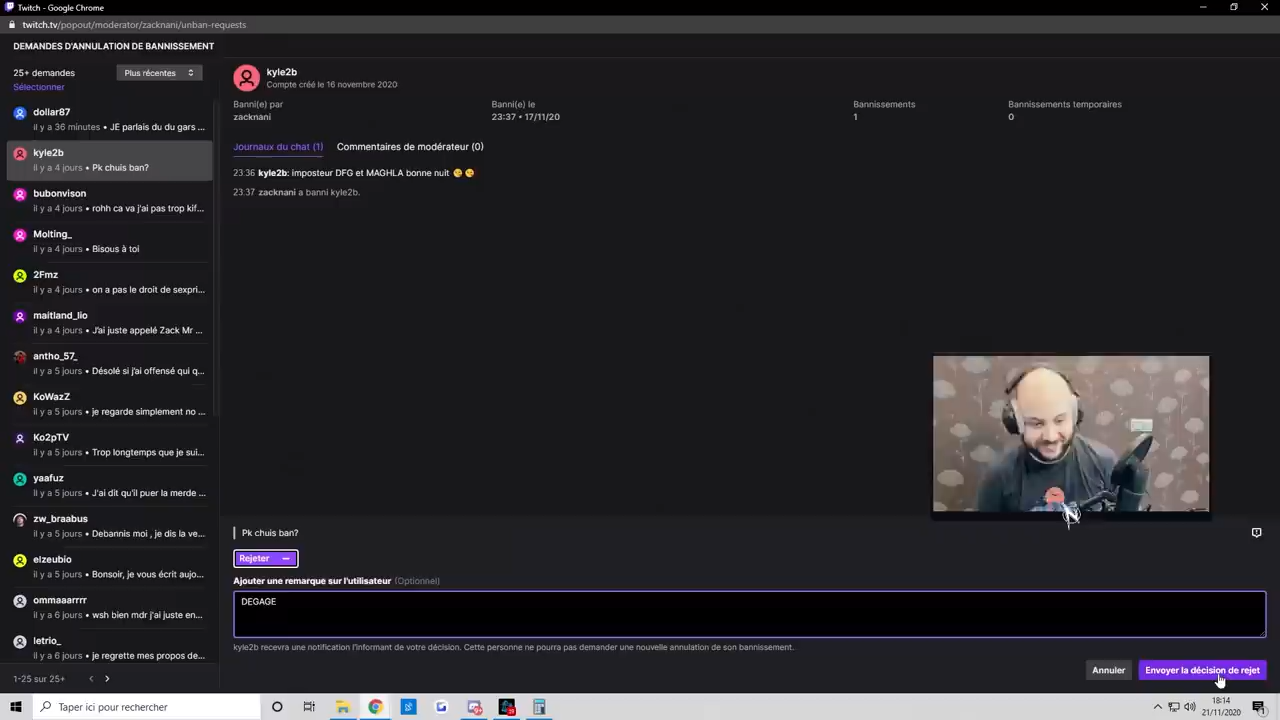 Twitch - Google Chrome
twitch.tv/popout/moderator/zacknani/unban-requests
DEMANDES D'ANNULATION DE BANNISSEMENT
25+ demandes
Plus récentes
Sélectionner
dollar87
il y a 36 minutes • JE parlais du du gars ...
kyle2b
il y a 4 jours • Pk chuis ban?
bubonvison
il y a 4 jours • rohh ca va j'ai pas trop kif...
Molting_
il y a 4 jours • Bisous à toi
2Fmz
il y a 4 jours • on a pas le droit de sexpri...
maitland_lio
il y a 4 jours • J'ai juste appelé Zack Mr ...
antho_57_
il y a 5 jours • Désolé si j'ai offensé qui q...
KoWazZ
il y a 5 jours • je regarde simplement no ...
Ko2pTV
il y a 5 jours • Trop longtemps que je sui...
yaafuz
il y a 5 jours • J'ai dit qu'il puer la merde ...
zw_braabus
il y a 5 jours • Debannis moi , je dis la ve...
elzeubio
il y a 5 jours • Bonsoir, je vous écrit aujo...
ommaaarrrr
il y a 6 jours • wsh bien mdr j'ai juste en...
letrio_
il y a 6 jours • je regrette mes propos de...
1-25 sur 25+
kyle2b
Compte créé le 16 novembre 2020
Banni(e) par
zacknani
Banni(e) le
23:37 • 17/11/20
Bannissements
1
Bannissements temporaires
0
Journaux du chat (1)
Commentaires de modérateur (0)
23:36 kyle2b: imposteur DFG et MAGHLA bonne nuit 😘😘
23:37 zacknani a banni kyle2b.
Pk chuis ban?
Rejeter
Ajouter une remarque sur l'utilisateur (Optionnel)
DEGAGE
kyle2b recevra une notification l'informant de votre décision. Cette personne ne pourra pas demander une nouvelle annulation de son bannissement.
Annuler
Envoyer la décision de rejet
Taper ici pour rechercher
18:14
21/11/2020